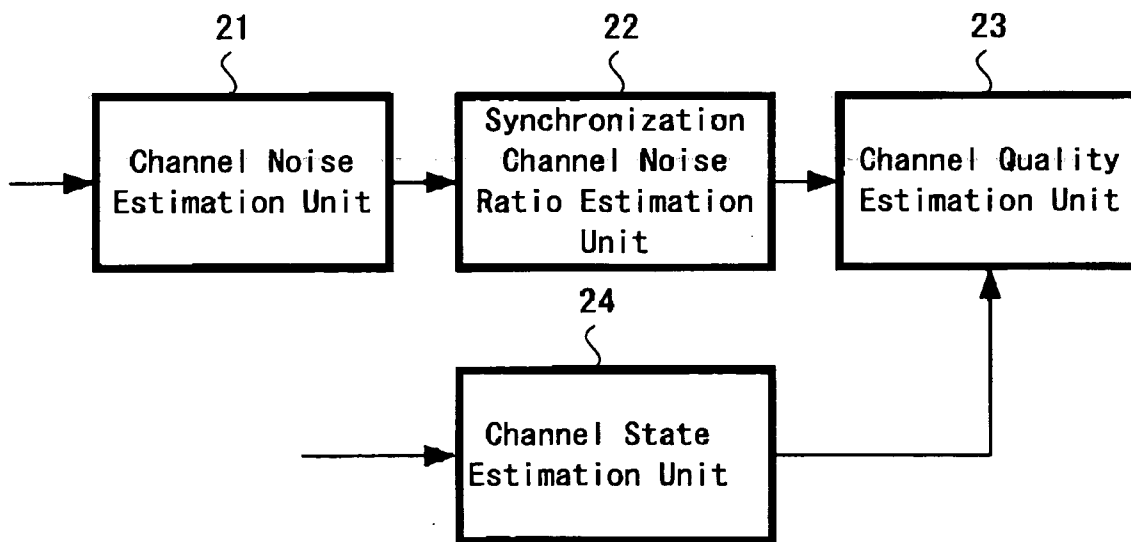 21
22
23
Channel Noise
Estimation Unit
Synchronization
Channel Noise
Ratio Estimation
Unit
Channel Quality
Estimation Unit
24
Channel State
Estimation Unit